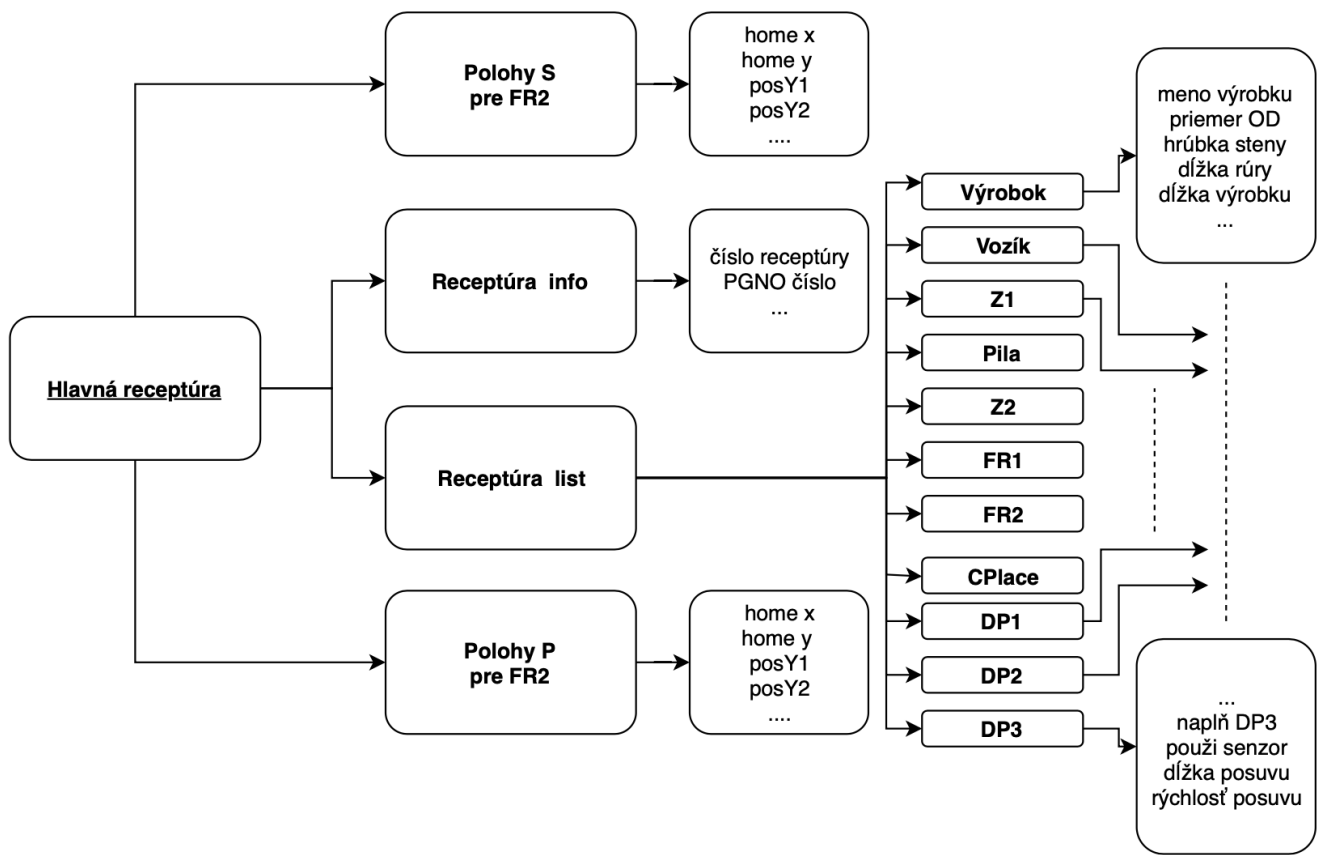 Polohy S
pre FR2
home x
home y
posY1
posY2
....
Receptúra info
číslo receptúry
PGNO číslo
...
Hlavná receptúra
Receptúra list
Polohy P
pre FR2
home x
home y
posY1
posY2
....
Výrobok
Vozík
Z1
Pila
Z2
FR1
FR2
CPlace
DP1
DP2
DP3
meno výrobku
priemer OD
hrúbka steny
dĺžka rúry
dĺžka výrobku
...
...
naplň DP3
použi senzor
dĺžka posuvu
rýchlosť posuvu